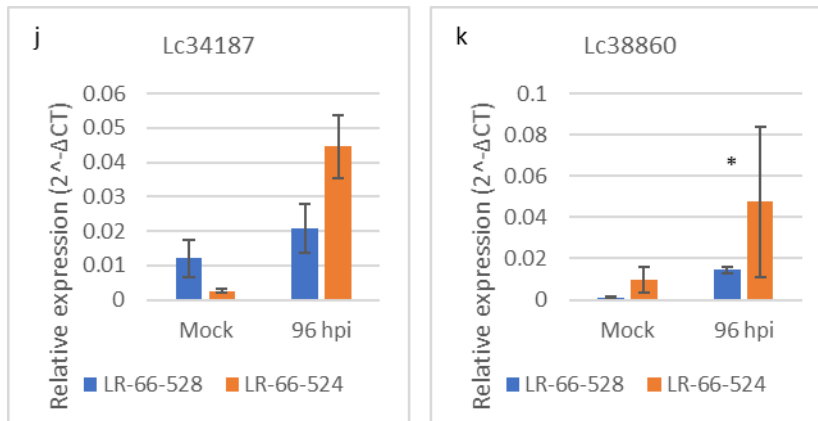 j
Lc34187
Relative expression (2^-ΔCT)
0.06
0.05
0.04
0.03
0.02
0.01
0
Mock 96 hpi
LR-66-528 LR-66-524
k
Lc38860
Relative expression (2^-ΔCT)
0.1
0.08
0.06
0.04
0.02
0
*
Mock 96 hpi
LR-66-528 LR-66-524